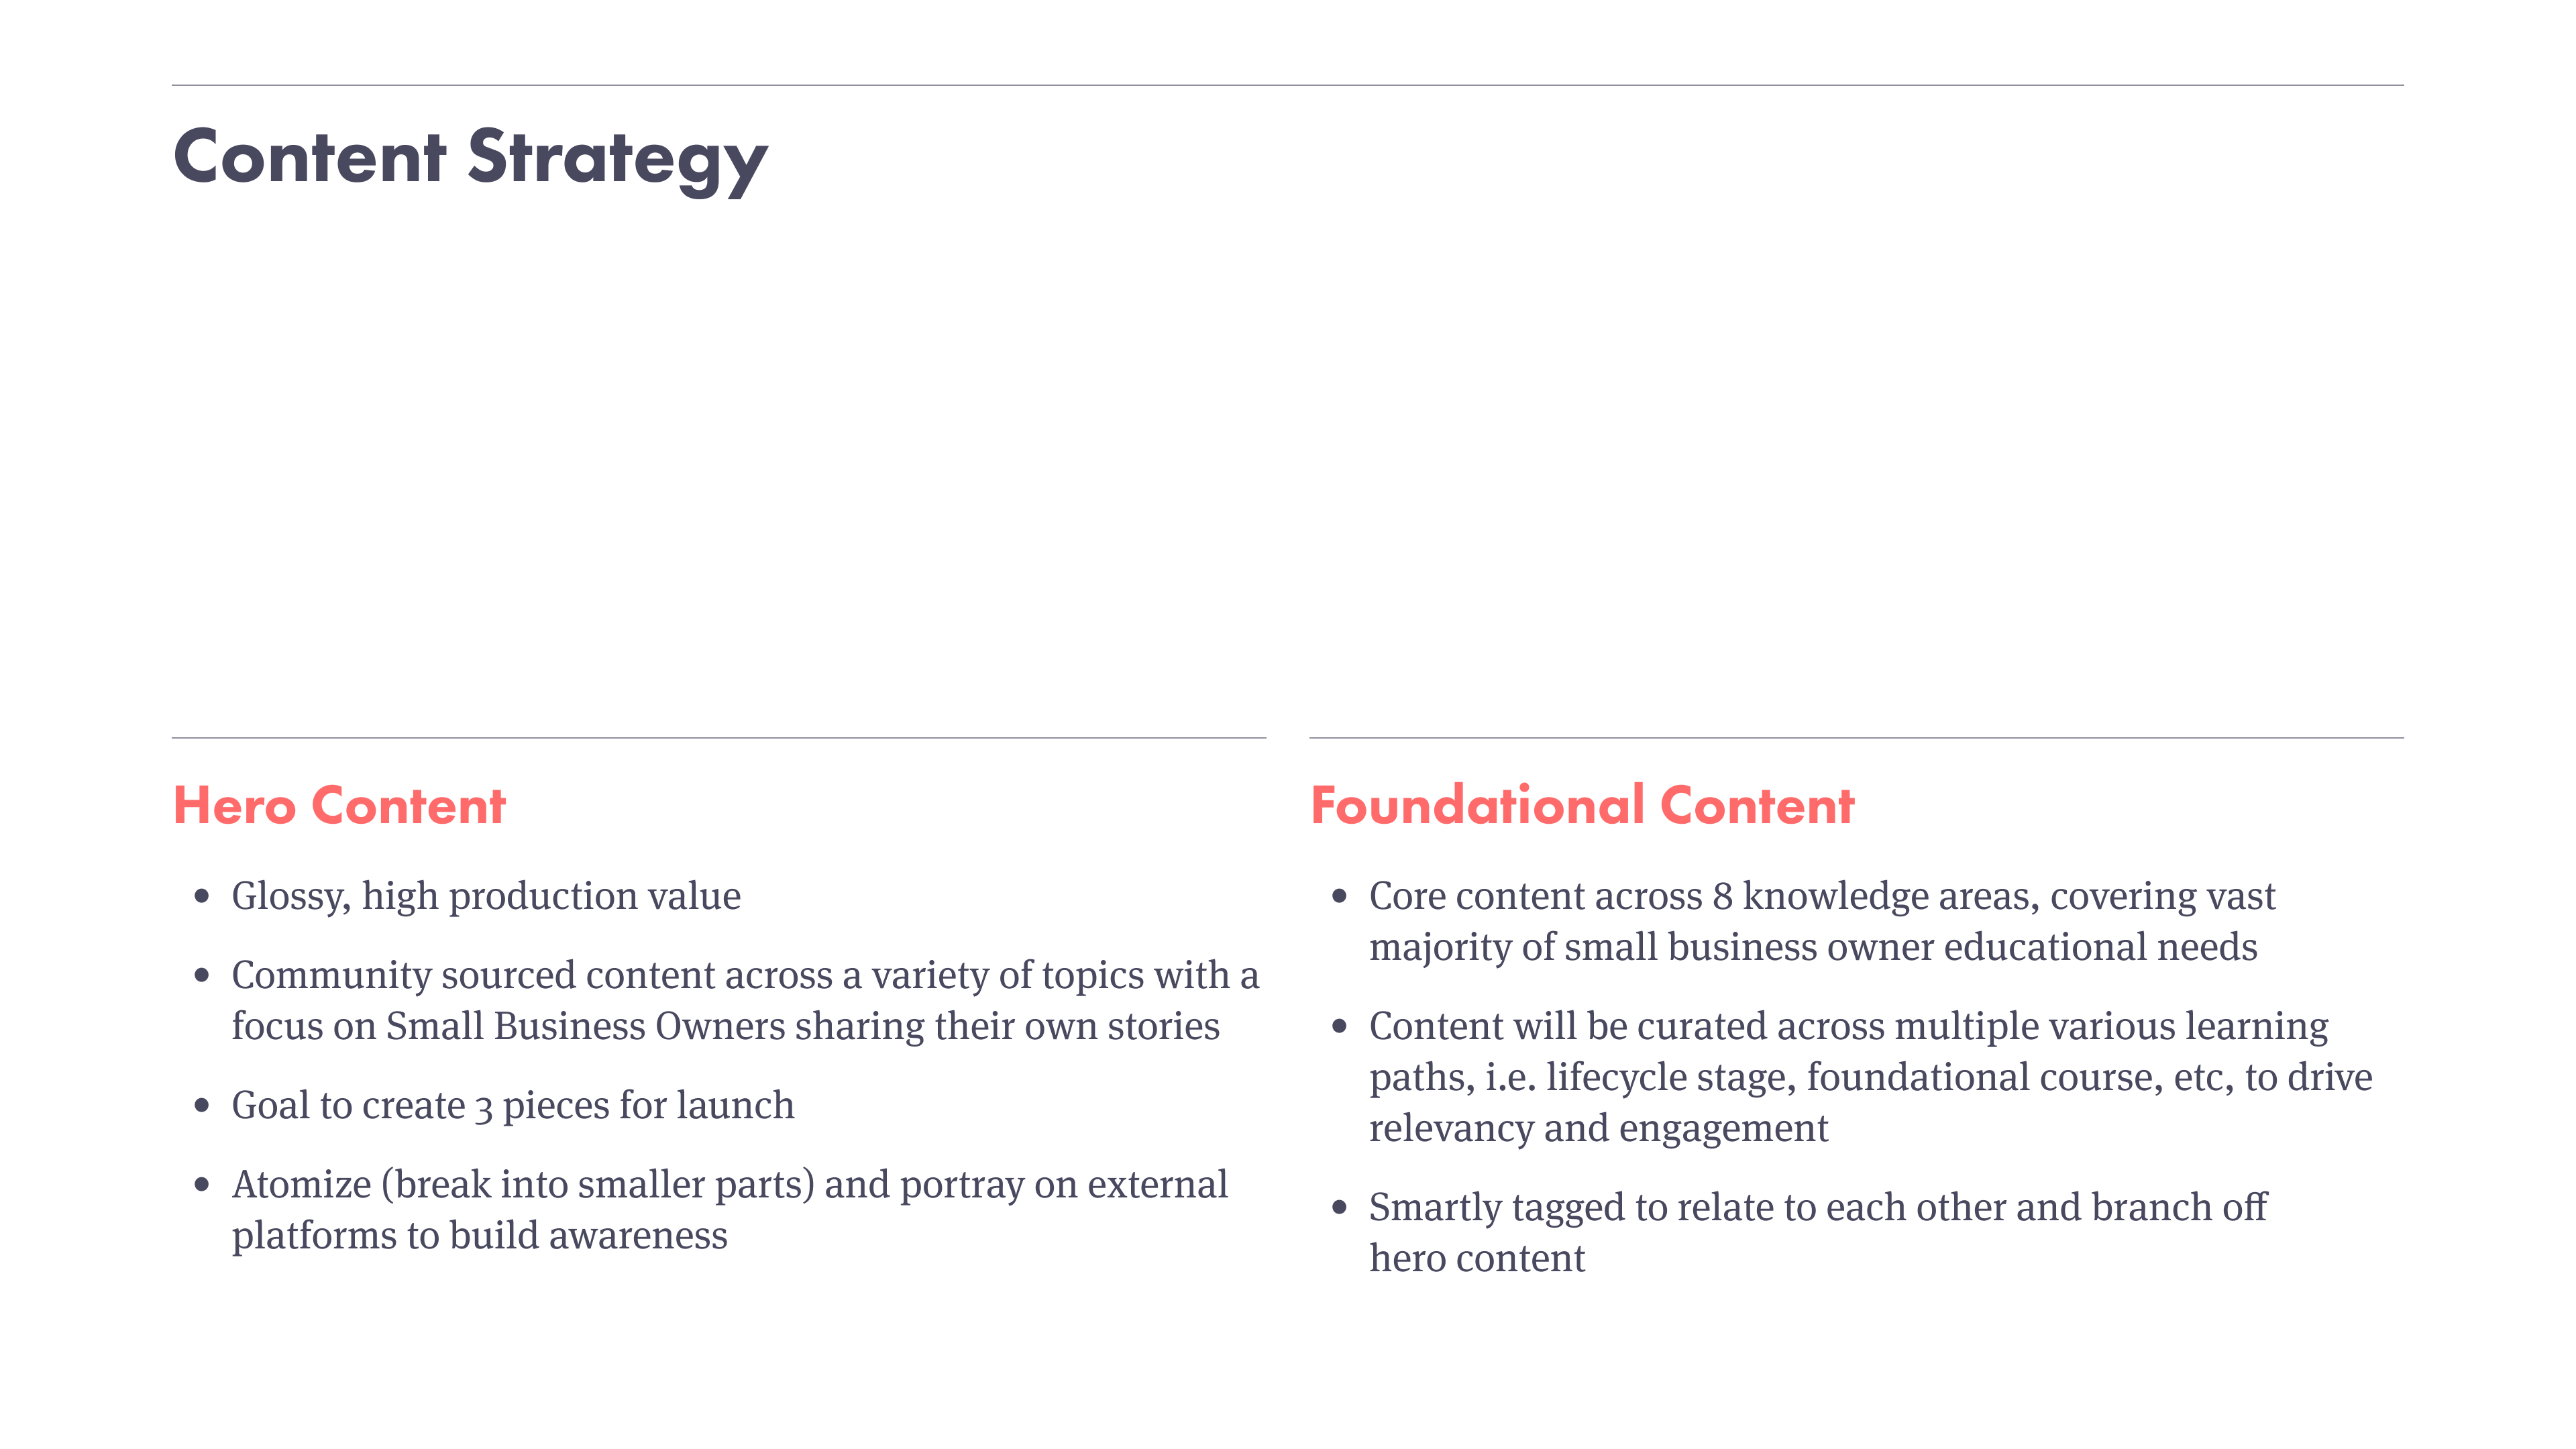 Content Strategy
Hero Content
• Glossy, high production value
• Community sourced content across a variety of topics with a
focus on Small Business Owners sharing their own stories
• Goal to create 3 pieces for launch
• Atomize (break into smaller parts) and portray on external
platforms to build awareness
Foundational Content
• Core content across 8 knowledge areas, covering vast
majority of small business owner educational needs
• Content will be curated across multiple various learning
paths, i.e. lifecycle stage, foundational course, etc, to drive
relevancy and engagement
• Smartly tagged to relate to each other and branch off
hero content